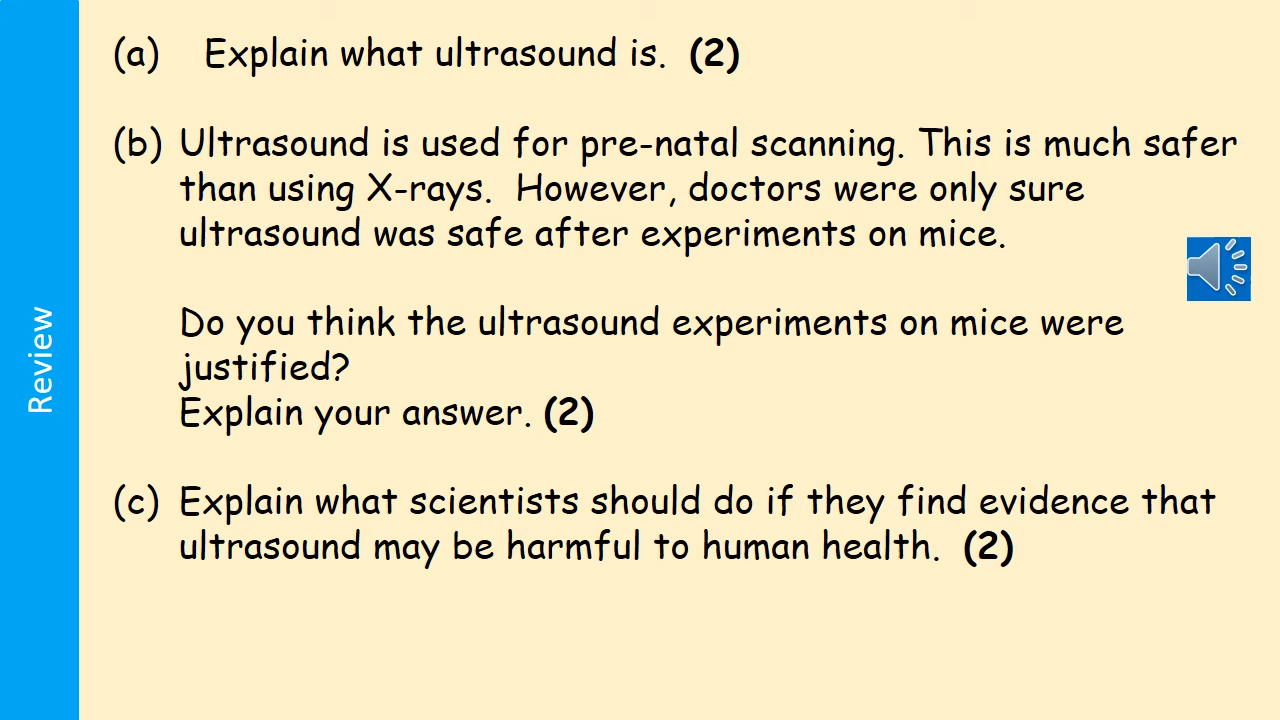 Review
(a) Explain what ultrasound is. (2)
(b) Ultrasound is used for pre-natal scanning. This is much safer
than using X-rays. However, doctors were only sure
ultrasound was safe after experiments on mice.
Do you think the ultrasound experiments on mice were
justified?
Explain your answer. (2)
(c) Explain what scientists should do if they find evidence that
ultrasound may be harmful to human health. (2)